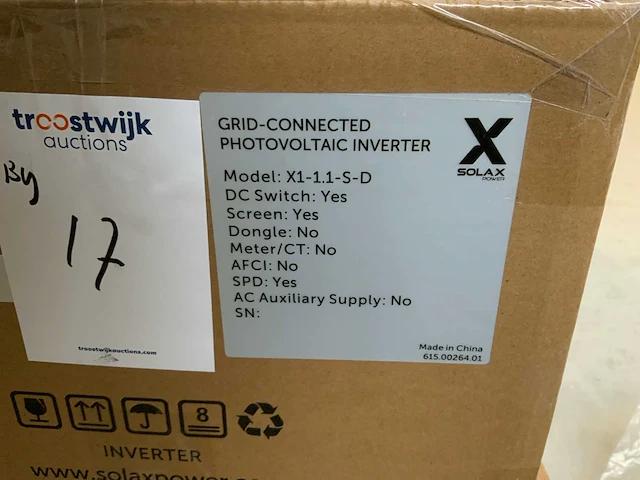 troostwijk
auctions
By
17
troostwijkauctions.com
GRID-CONNECTED
PHOTOVOLTAIC INVERTER
X
SOLAX
POWER
Model: X1-1.1-S-D
DC Switch: Yes
Screen: Yes
Dongle: No
Meter/CT: No
AFCI: No
SPD: Yes
AC Auxiliary Supply: No
SN:
Made in China
615.00264.01
8
INVERTER
www.solaxpower